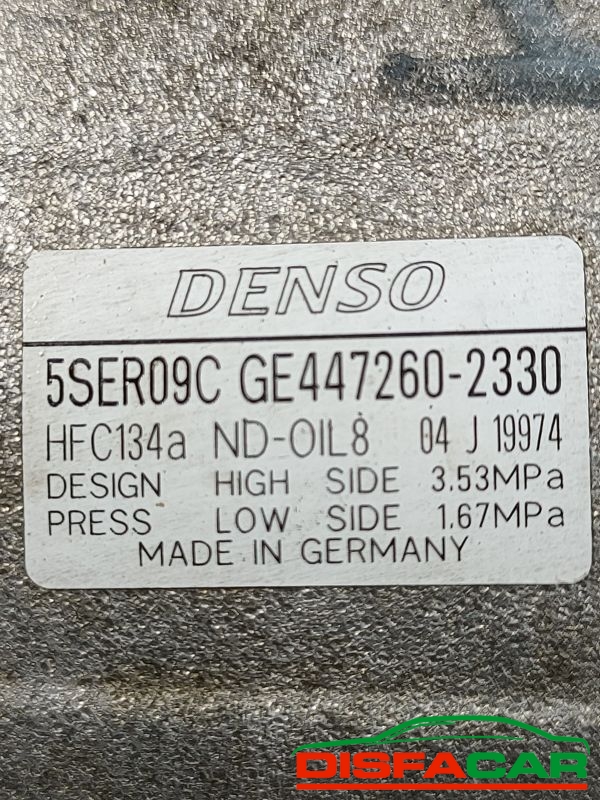 DENSO
5SER09C GE447260-2330
HFC134a ND-OIL8 04 J 19974
DESIGN HIGH SIDE 3.53MPa
PRESS LOW SIDE 1.67MPa
MADE IN GERMANY
DISFACAR